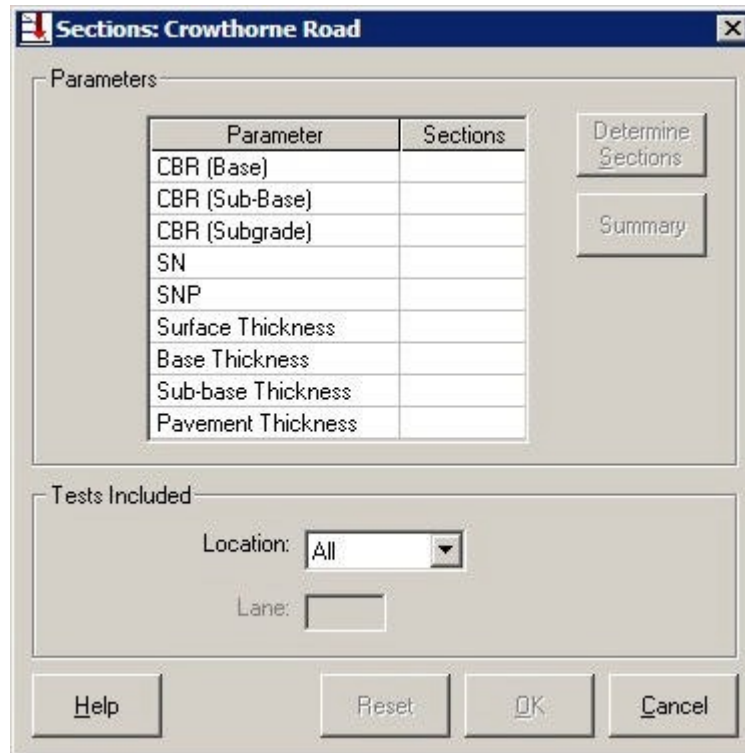 Sections: Crowthorne Road
Parameters
Parameter Sections
CBR (Base)
CBR (Sub-Base)
CBR (Subgrade)
SN
SNP
Surface Thickness
Base Thickness
Sub-base Thickness
Pavement Thickness
Determine
Sections
Summary
Tests Included
Location: All
Lane:
Help Reset OK Cancel